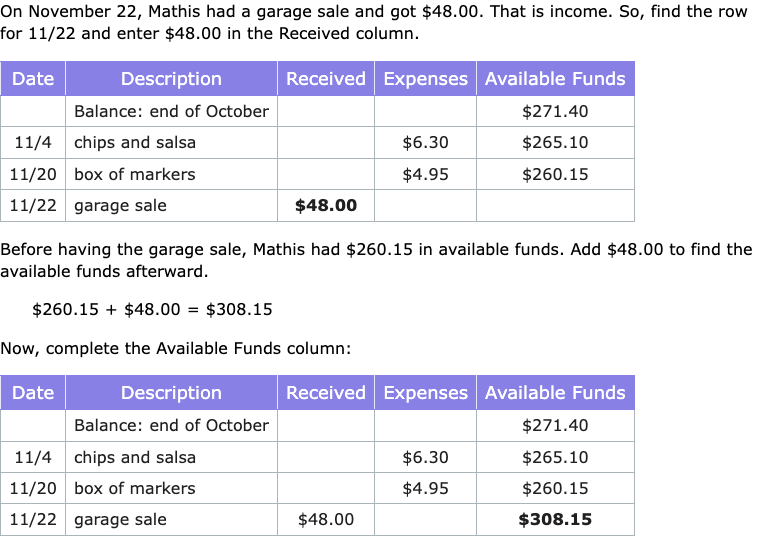 On November 22, Mathis had a garage sale and got $48.00. That is income. So, find the row
for 11/22 and enter $48.00 in the Received column.
Date Description Received Expenses Available Funds
Balance: end of October $271.40
11/4 chips and salsa $6.30 $265.10
11/20 box of markers $4.95 $260.15
11/22 garage sale $48.00
Before having the garage sale, Mathis had $260.15 in available funds. Add $48.00 to find the
available funds afterward.
$260.15 + $48.00 = $308.15
Now, complete the Available Funds column:
Date Description Received Expenses Available Funds
Balance: end of October $271.40
11/4 chips and salsa $6.30 $265.10
11/20 box of markers $4.95 $260.15
11/22 garage sale $48.00 $308.15